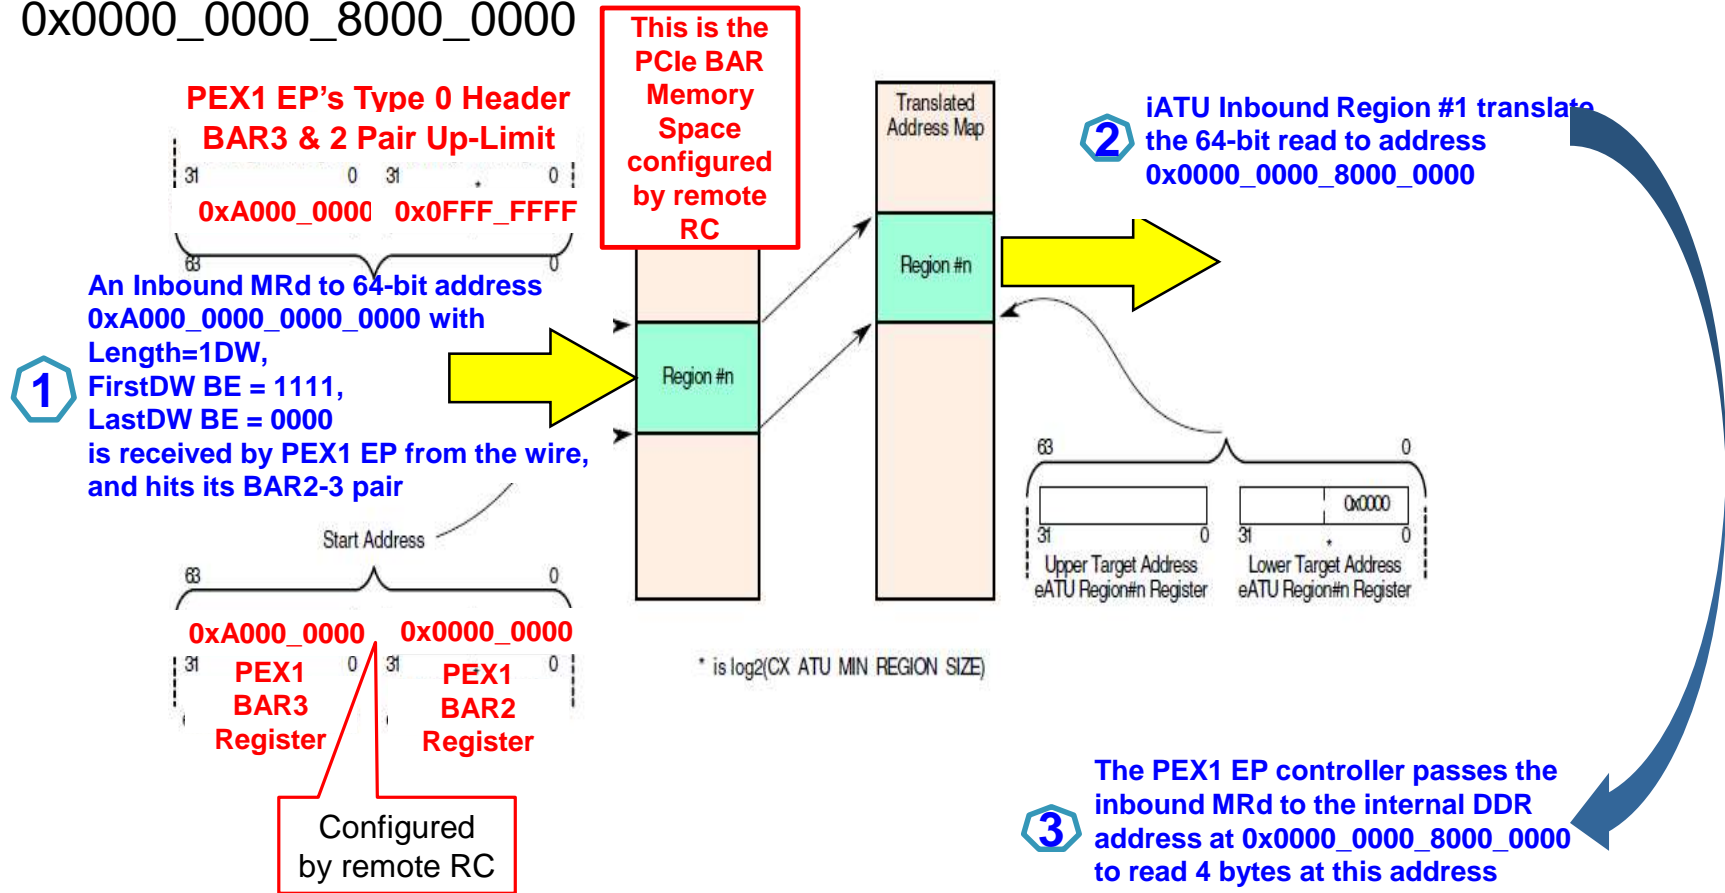 0x0000_0000_8000_0000
This is the
PCIe BAR
Memory
Space
configured
by remote
RC
PEX1 EP's Type 0 Header
BAR3 & 2 Pair Up-Limit
31 0 31 * 0
0xA000_0000 0x0FFF_FFFF
63 0
1
An Inbound MRd to 64-bit address
0xA000_0000_0000_0000 with
Length=1DW,
FirstDW BE = 1111,
LastDW BE = 0000
is received by PEX1 EP from the wire,
and hits its BAR2-3 pair
Start Address
63 0
0xA000_0000 0x0000_0000
31 0 31 0
PEX1
BAR3
Register
PEX1
BAR2
Register
Configured
by remote RC
Region #n
Translated
Address Map
Region #n
* is log2(CX ATU MIN REGION SIZE)
2
iATU Inbound Region #1 translate
the 64-bit read to address
0x0000_0000_8000_0000
63 0
0x0000
31 0 31 * 0
Upper Target Address
eATU Region#n Register
Lower Target Address
eATU Region#n Register
3
The PEX1 EP controller passes the
inbound MRd to the internal DDR
address at 0x0000_0000_8000_0000
to read 4 bytes at this address